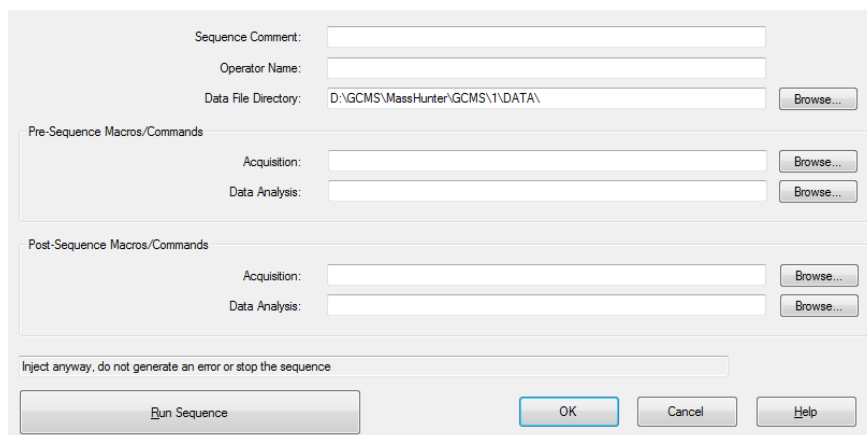 Sequence Comment:
Operator Name:
Data File Directory: D:\GCMS\MassHunter\GCMS\1\DATA\ Browse...
Pre-Sequence Macros/Commands
Acquisition: Browse...
Data Analysis: Browse...
Post-Sequence Macros/Commands
Acquisition: Browse...
Data Analysis: Browse...
Inject anyway, do not generate an error or stop the sequence
Run Sequence OK Cancel Help